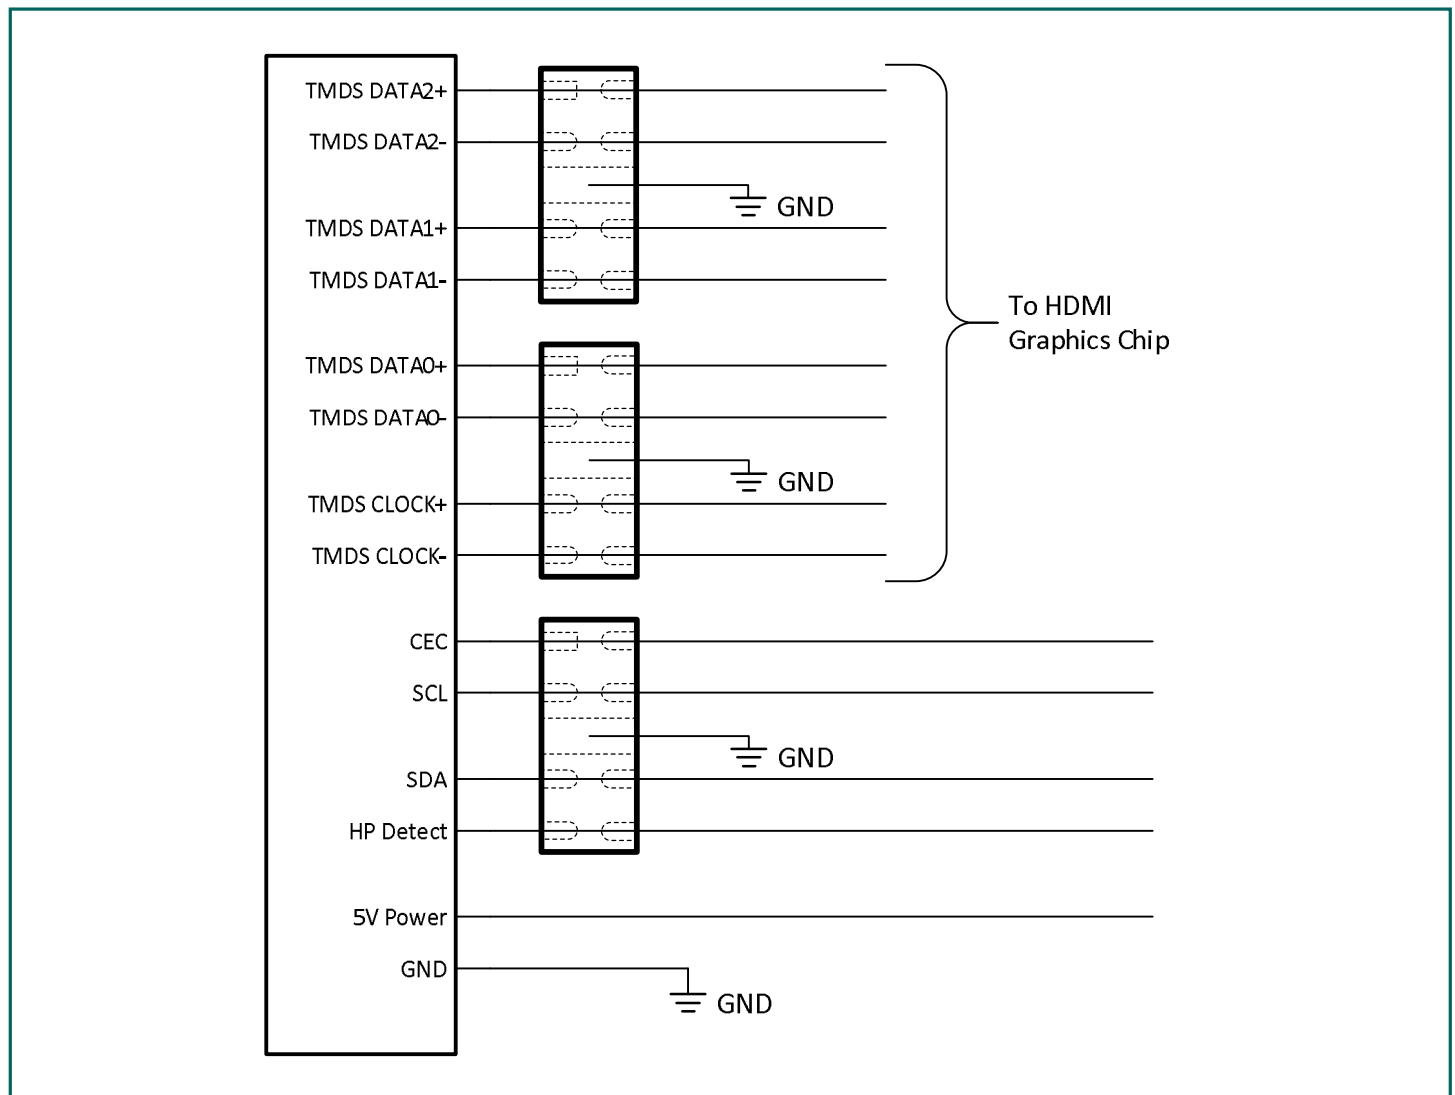 TMDS DATA2+
TMDS DATA2-
GND
TMDS DATA1+
TMDS DATA1-
To HDMI
Graphics Chip
TMDS DATA0+
TMDS DATA0-
GND
TMDS CLOCK+
TMDS CLOCK-
CEC
SCL
GND
SDA
HP Detect
5V Power
GND
GND